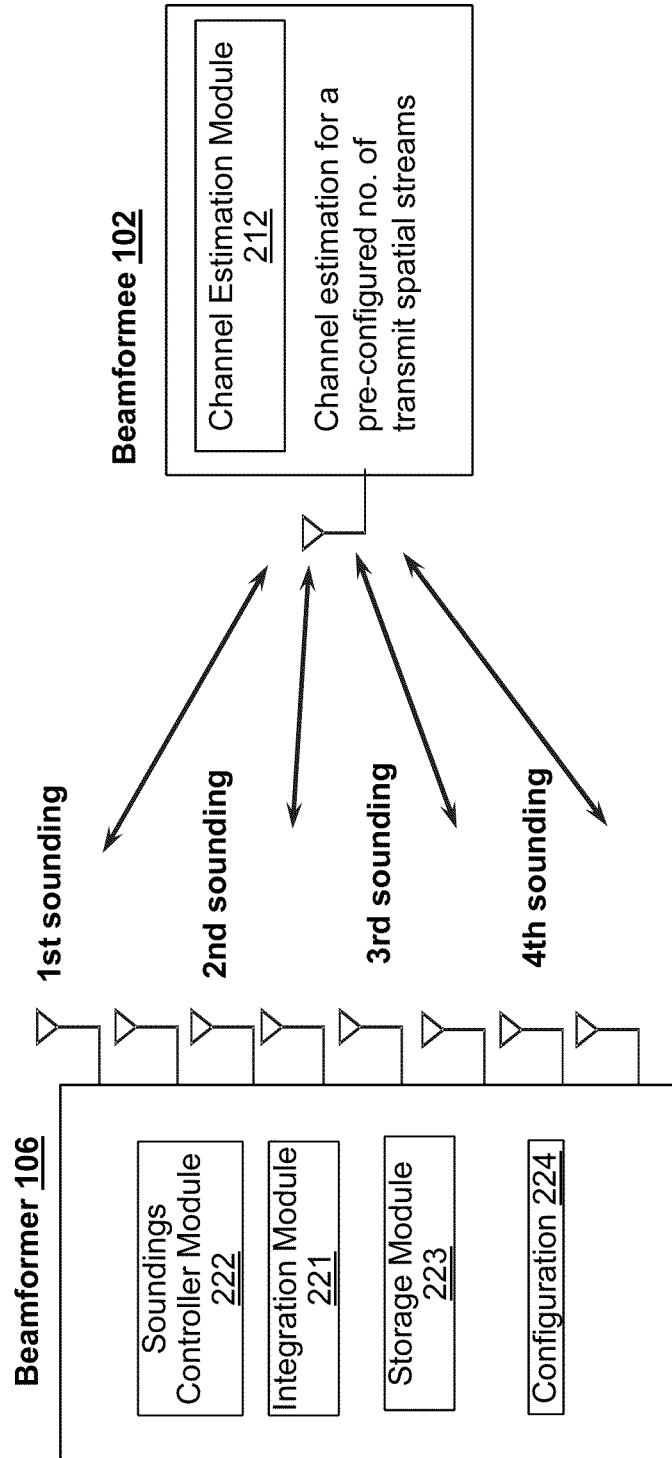 Beamformer 106
Soundings
Controller Module
222
Integration Module
221
Storage Module
223
Configuration 224
1st sounding
2nd sounding
3rd sounding
4th sounding
Beamformee 102
Channel Estimation Module
212
Channel estimation for a
pre-configured no. of
transmit spatial streams